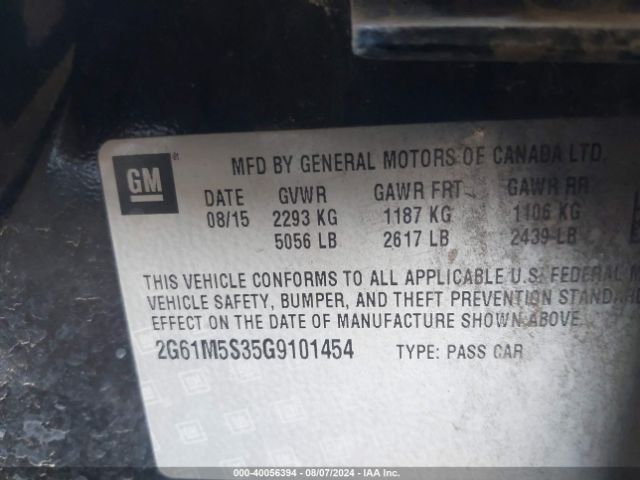 GM ®
MFD BY GENERAL MOTORS OF CANADA LTD.
DATE GVWR GAWR FRT GAWR RR
08/15 2293 KG 1187 KG 1106 KG
5056 LB 2617 LB 2439 LB
THIS VEHICLE CONFORMS TO ALL APPLICABLE U.S. FEDERAL
VEHICLE SAFETY, BUMPER, AND THEFT PREVENTION STANDAR
EFFECT ON THE DATE OF MANUFACTURE SHOWN ABOVE.
2G61M5S35G9101454 TYPE: PASS CAR
000-40056394 - 08/07/2024 - IAA Inc.